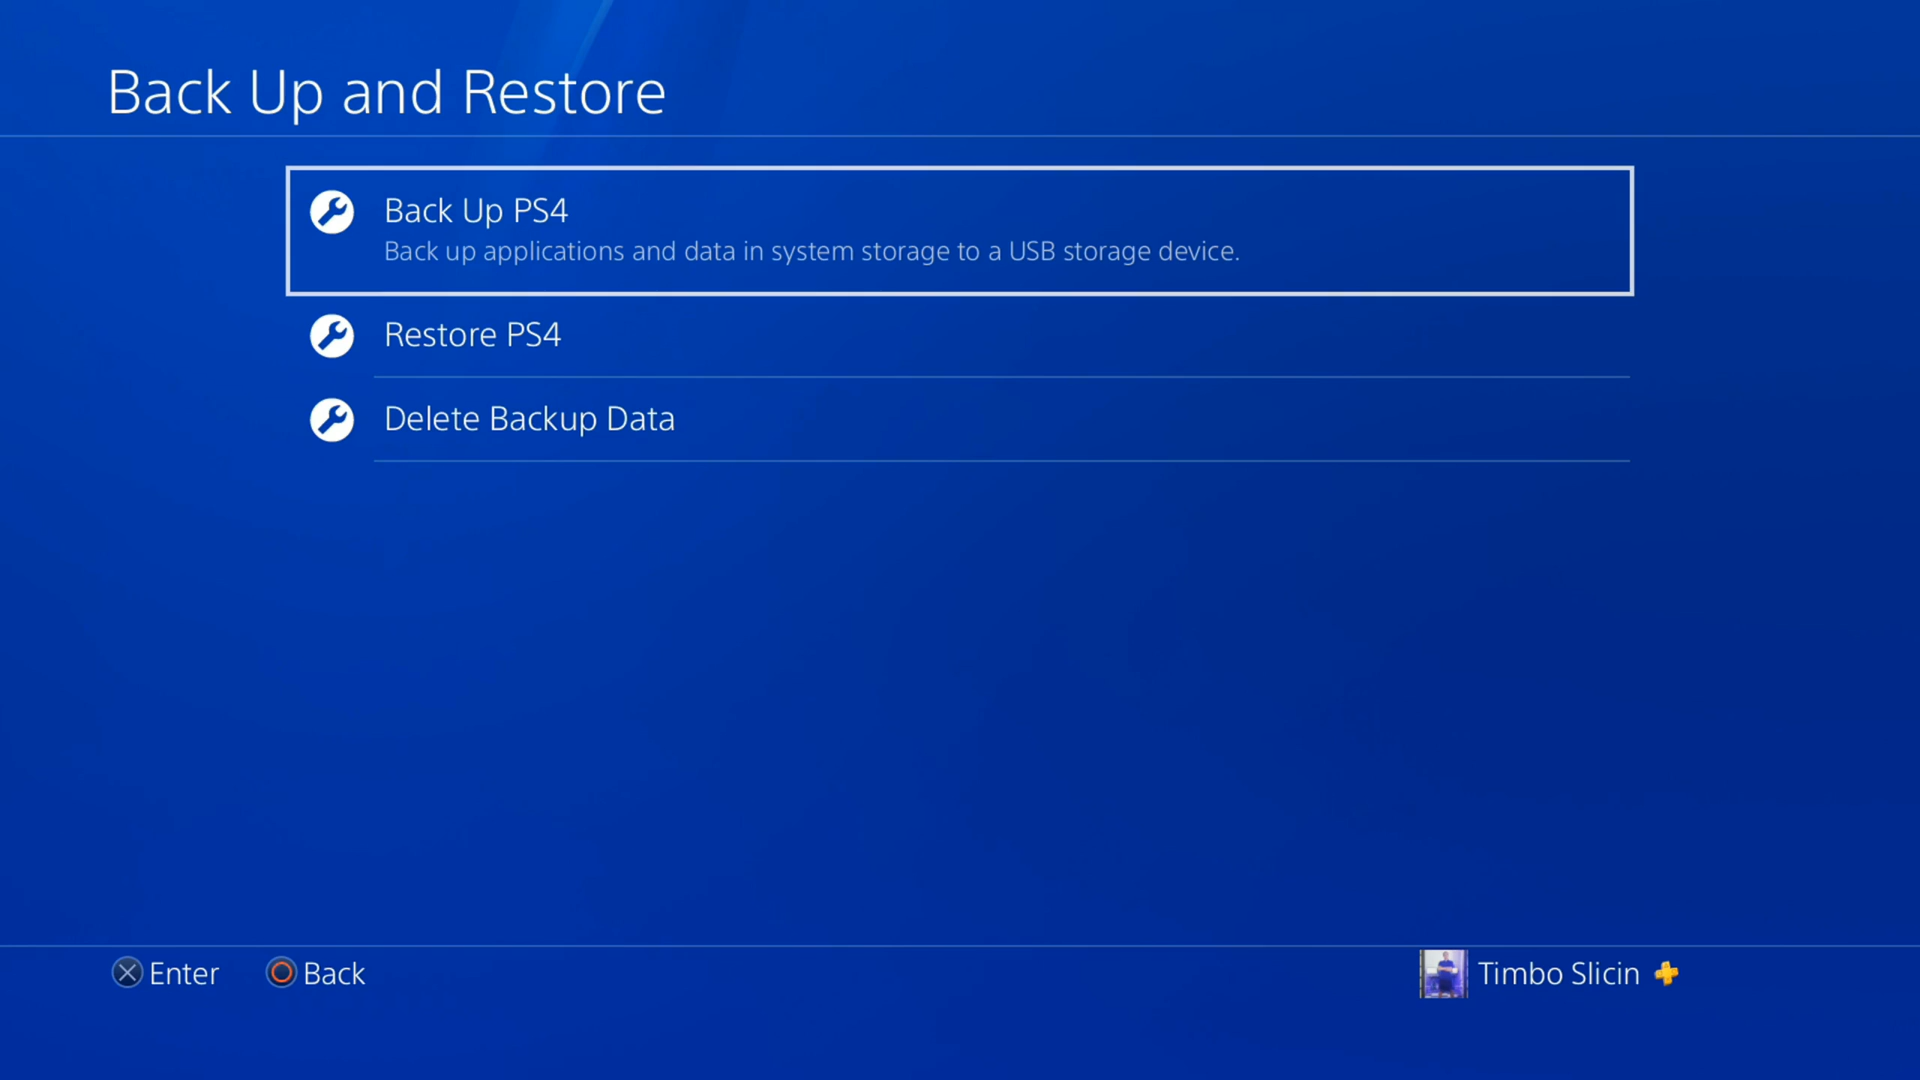 Back Up and Restore
Back Up PS4
Back up applications and data in system storage to a USB storage device.
Restore PS4
Delete Backup Data
Enter
Back
Timbo Slicin